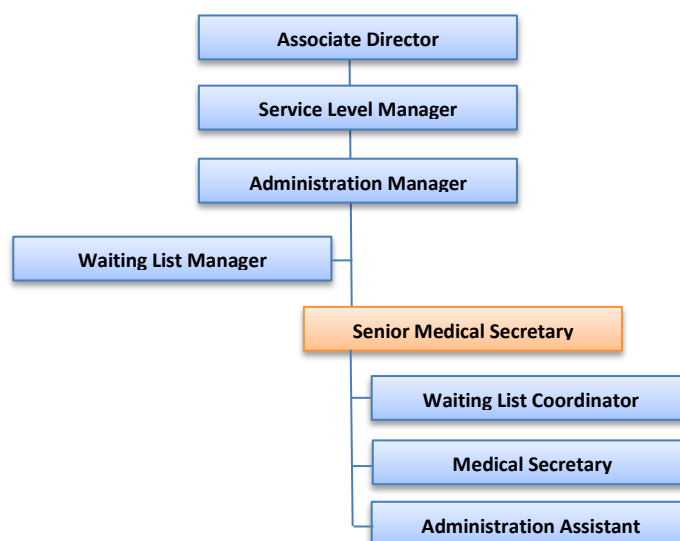 Associate Director
Service Level Manager
Administration Manager
Waiting List Manager
Senior Medical Secretary
Waiting List Coordinator
Medical Secretary
Administration Assistant